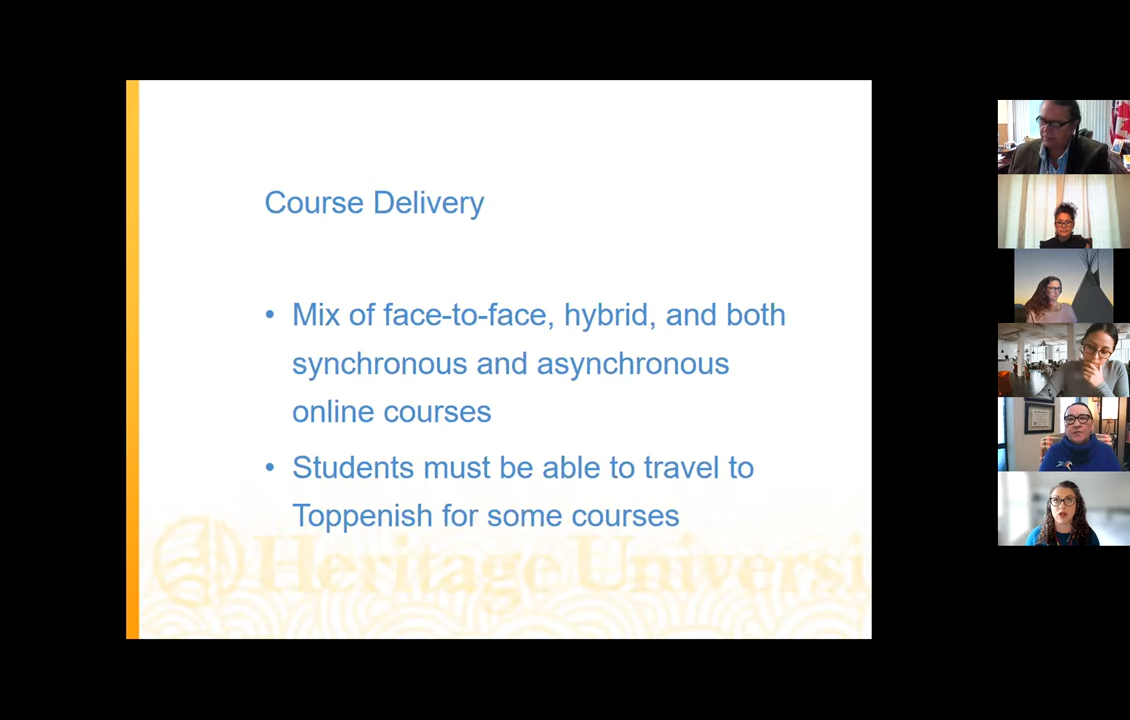 Course Delivery
• Mix of face-to-face, hybrid, and both
synchronous and asynchronous
online courses
• Students must be able to travel to
Toppenish for some courses
Heritage Universi